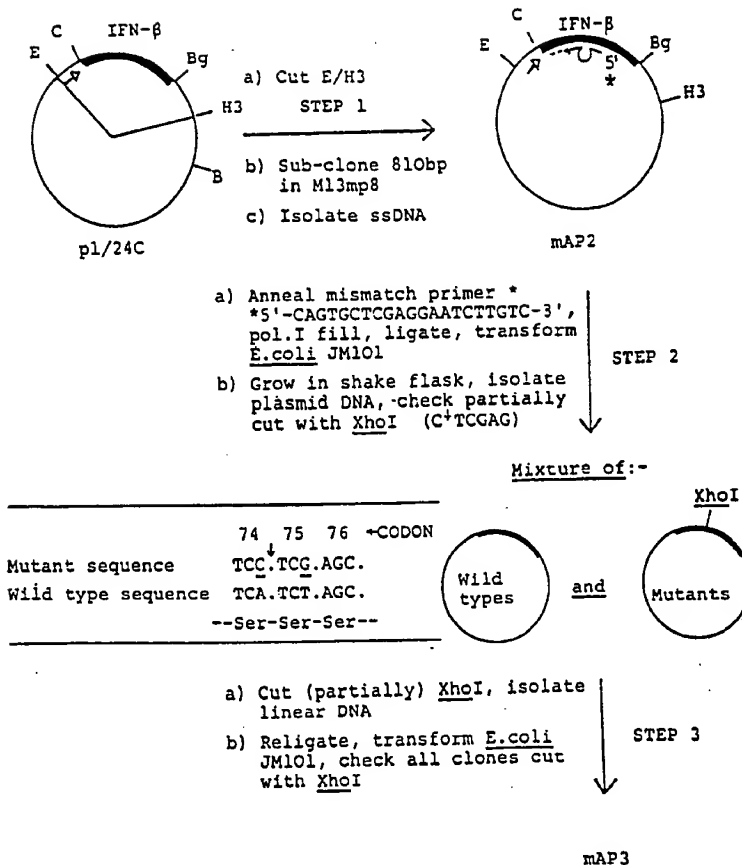 C
IFN-β
E
Bg
H3
B
p1/24C
a) Cut E/H3
STEP 1
b) Sub-clone 810bp
in M13mp8
c) Isolate ssDNA
C
IFN-β
E
Bg
5'
*
H3
mAP2
a) Anneal mismatch primer *
*5'-CAGTGCTCGAGGAATCTTGTC-3',
pol.I fill, ligate, transform
E.coli JM101
b) Grow in shake flask, isolate
plasmid DNA, check partially
cut with XhoI (C↓TCGAG)
STEP 2
Mixture of:-
74 75 76 ←CODON
Mutant sequence TCC.↓TCG.AGC.
Wild type sequence TCA.TCT.AGC.
--Ser-Ser-Ser--
Wild
types
and
XhoI
Mutants
a) Cut (partially) XhoI, isolate
linear DNA
b) Religate, transform E.coli
JM101, check all clones cut
with XhoI
STEP 3
mAP3